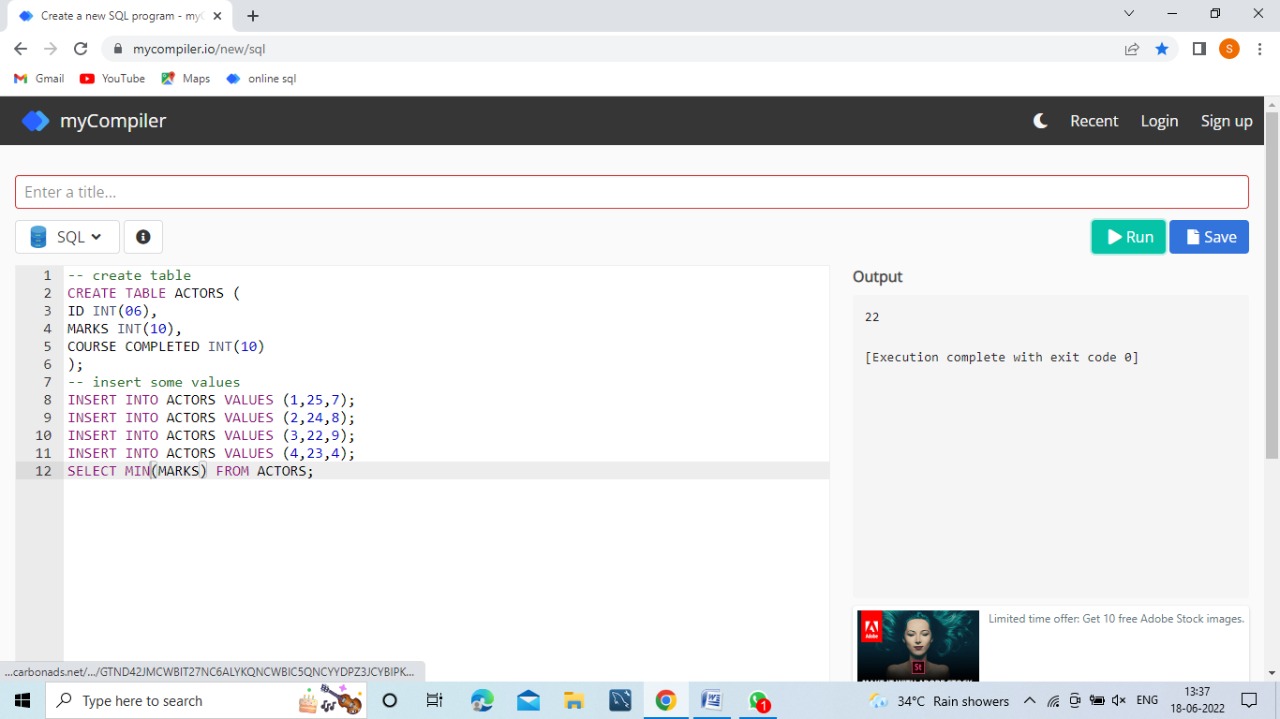 Create a new SQL program - my
mycompiler.io/new/sql
S
Gmail
YouTube
Maps
online sql
myCompiler
Recent
Login
Sign up
Enter a title...
SQL
Run
Save
1 -- create table
2 CREATE TABLE ACTORS (
3 ID INT(06),
4 MARKS INT(10),
5 COURSE COMPLETED INT(10)
6 );
7 -- insert some values
8 INSERT INTO ACTORS VALUES (1,25,7);
9 INSERT INTO ACTORS VALUES (2,24,8);
10 INSERT INTO ACTORS VALUES (3,22,9);
11 INSERT INTO ACTORS VALUES (4,23,4);
12 SELECT MIN(MARKS) FROM ACTORS;
Output
22
[Execution complete with exit code 0]
Limited time offer: Get 10 free Adobe Stock images.
Adobe
St
...carbonads.net/.../GTND42JMCWBIT27NC6ALYKQNCWBIC5QNCYYDPZ3JCYBIPK...
Type here to search
1
34°C Rain showers
ENG
13:37
18-06-2022